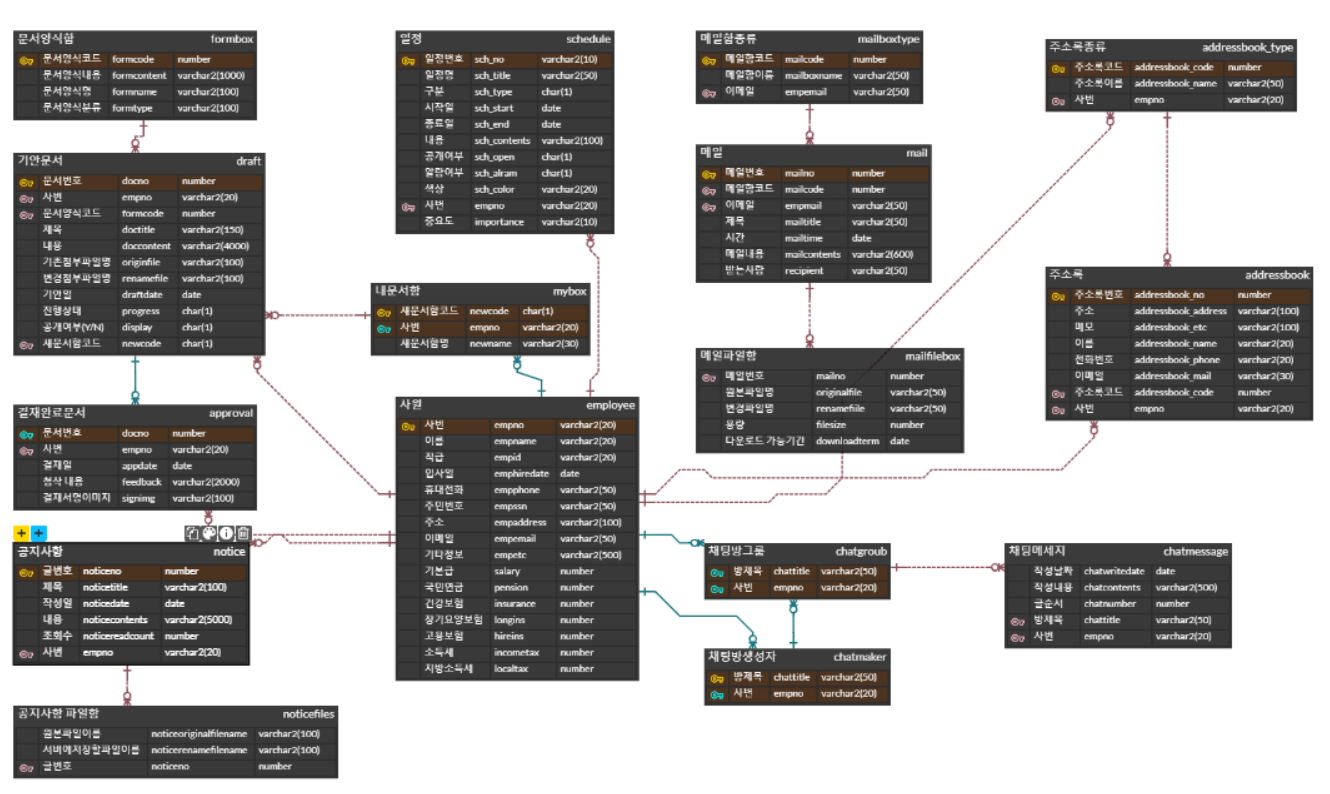 문서양식함 formbox
문서양식코드 formcode number
문서양식내용 formcontent varchar2(1000)
문서양식명 formname varchar2(100)
문서양식분류 formtype varchar2(100)
기안문서 draft
문서번호 docno number
사번 empno varchar2(20)
문서양식코드 formcode number
제목 doctitle varchar2(150)
내용 doccontent varchar2(4000)
기존첨부파일명 originfile varchar2(100)
변경첨부파일명 renamefile varchar2(100)
기안일 draftdate date
진행상태 progress char(1)
공개여부(Y/N) display char(1)
새문서함코드 newcode char(1)
결재완료문서 approval
문서번호 docno number
사번 empno varchar2(20)
결재일 appdate date
첨삭내용 feedback varchar2(2000)
결재서명이미지 signimg varchar2(100)
공지사항 notice
글번호 noticeno number
제목 noticetitle varchar2(100)
작성일 noticedate date
내용 noticecontents varchar2(5000)
조회수 noticereadcount number
사번 empno varchar2(20)
공지사항 파일함 noticefiles
원본파일이름 noticeoriginalfilename varchar2(100)
서버에저장할파일이름 noticerenamefilename varchar2(100)
글번호 noticeno number
일정 schedule
일정번호 sch_no varchar2(10)
일정명 sch_title varchar2(50)
구분 sch_type char(1)
시작일 sch_start date
종료일 sch_end date
내용 sch_contents varchar2(100)
공개여부 sch_open char(1)
알람여부 sch_alram char(1)
색상 sch_color varchar2(20)
사번 empno varchar2(20)
중요도 importance varchar2(10)
내문서함 mybox
새문서함코드 newcode char(1)
사번 empno varchar2(20)
새문서함명 newname varchar2(30)
사원 employee
사번 empno varchar2(20)
이름 empname varchar2(20)
직급 empid varchar2(20)
입사일 emphiredate date
휴대전화 empphone varchar2(50)
주민번호 empssn varchar2(50)
주소 empaddress varchar2(100)
이메일 empemail varchar2(50)
기타정보 empetc varchar2(500)
기본급 salary number
국민연금 pension number
건강보험 insurance number
장기요양보험 longins number
고용보험 hireins number
소득세 incometax number
지방소득세 localtax number
메일함종류 mailboxtype
메일함코드 mailcode number
메일함이름 mailboxname varchar2(50)
이메일 empemail varchar2(50)
메일 mail
메일번호 mailno number
메일함코드 mailcode number
이메일 empmail varchar2(50)
제목 mailtitle varchar2(50)
시간 mailtime date
메일내용 mailcontents varchar2(600)
받는사람 recipient varchar2(50)
메일파일함 mailfilebox
메일번호 mailno number
원본파일명 originalfile varchar2(50)
변경파일명 renamefiile varchar2(50)
용량 filesize number
다운로드 가능기간 downloadterm date
채팅방그룹 chatgroub
방제목 chattitle varchar2(50)
사번 empno varchar2(20)
채팅방생성자 chatmaker
방제목 chattitle varchar2(50)
사번 empno varchar2(20)
주소록종류 addressbook_type
주소록코드 addressbook_code number
주소록이름 addressbook_name varchar2(50)
사번 empno varchar2(20)
주소록 addressbook
주소록번호 addressbook_no number
주소 addressbook_address varchar2(100)
메모 addressbook_etc varchar2(100)
이름 addressbook_name varchar2(20)
전화번호 addressbook_phone varchar2(20)
이메일 addressbook_mail varchar2(30)
주소록코드 addressbook_code number
사번 empno varchar2(20)
채팅메세지 chatmessage
작성날짜 chatwritedate date
작성내용 chatcontents varchar2(500)
글순서 chatnumber number
방제목 chattitle varchar2(50)
사번 empno varchar2(20)